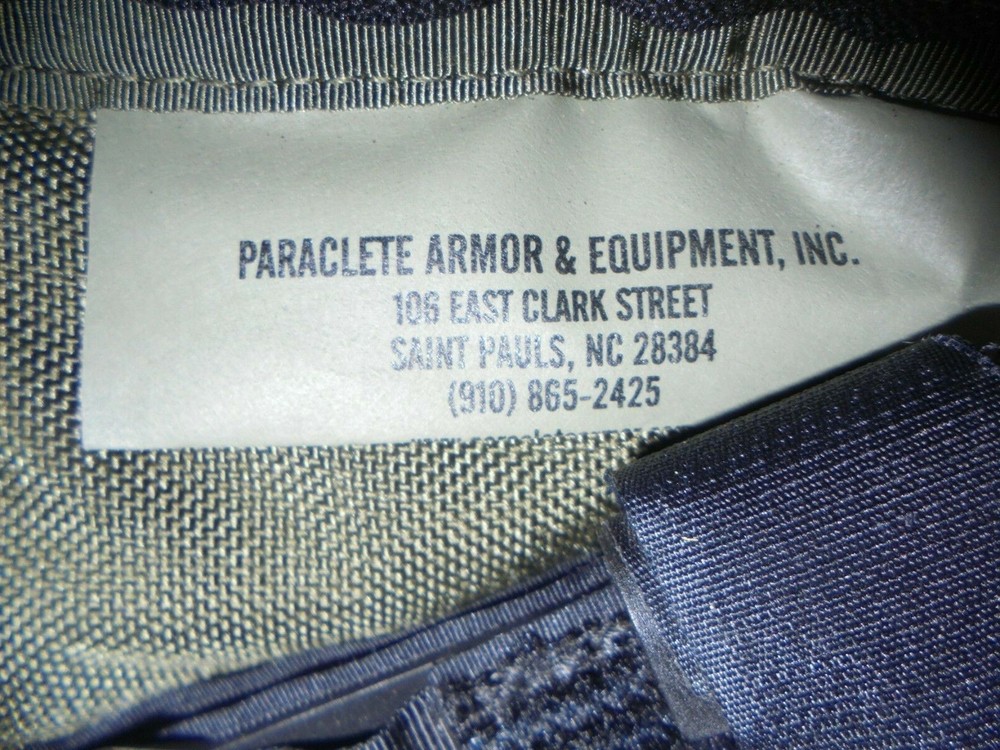 PARACLETE ARMOR & EQUIPMENT, INC.
106 EAST CLARK STREET
SAINT PAULS, NC 28384
(910) 865-2425